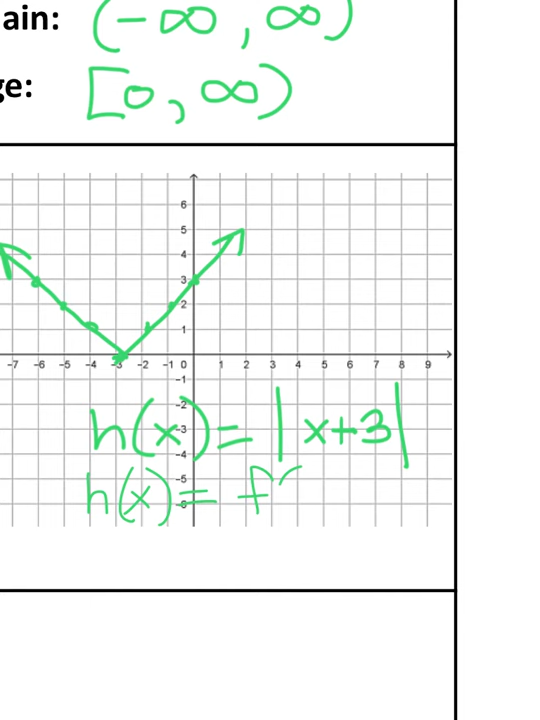 ain: (-∞, ∞)
ge: [0, ∞)
6
5
4
3
2
1
-7 -6 -5 -4 -3 -2 -1 0 1 2 3 4 5 6 7 8 9
-1
-2
-3
-4
-5
-6
h(x) = |x+3|
h(x) = f